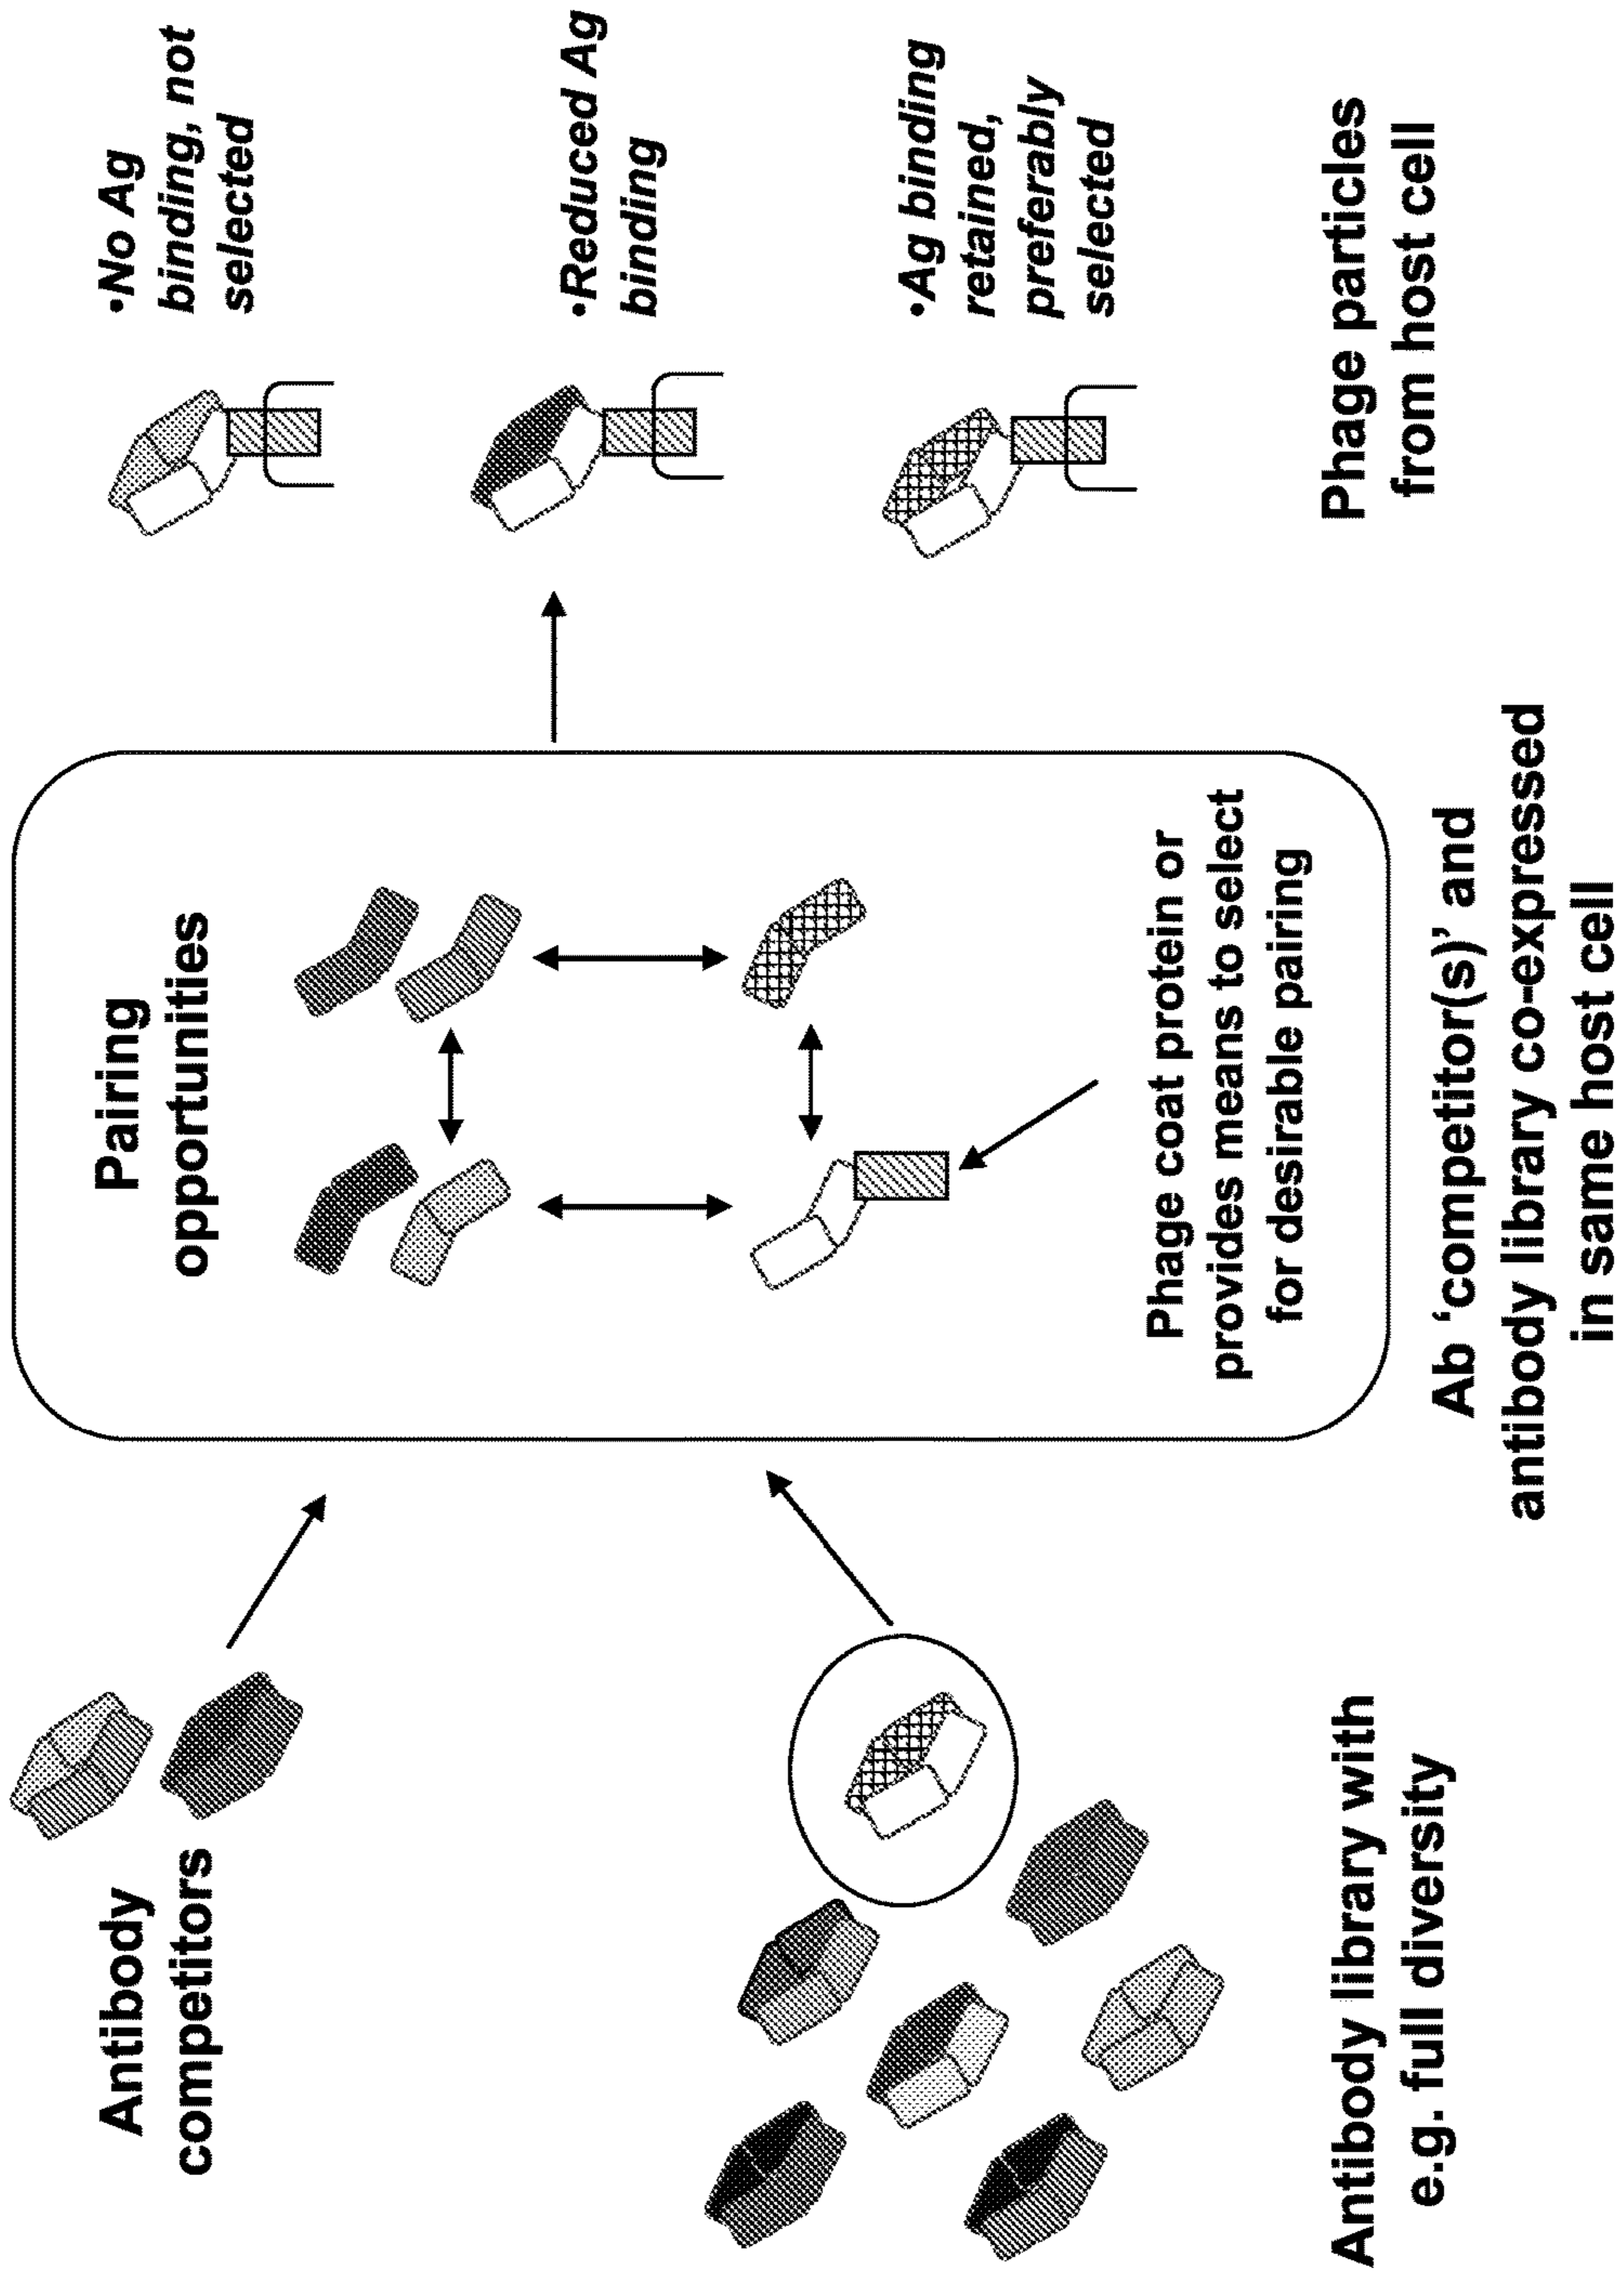 Antibody
competitors
Antibody library with
e.g. full diversity
Pairing
opportunities
Phage coat protein or
provides means to select
for desirable pairing
Ab ‘competitor(s)’ and
antibody library co-expressed
in same host cell
•No Ag
binding, not
selected
•Reduced Ag
binding
•Ag binding
retained,
preferably
selected
Phage particles
from host cell